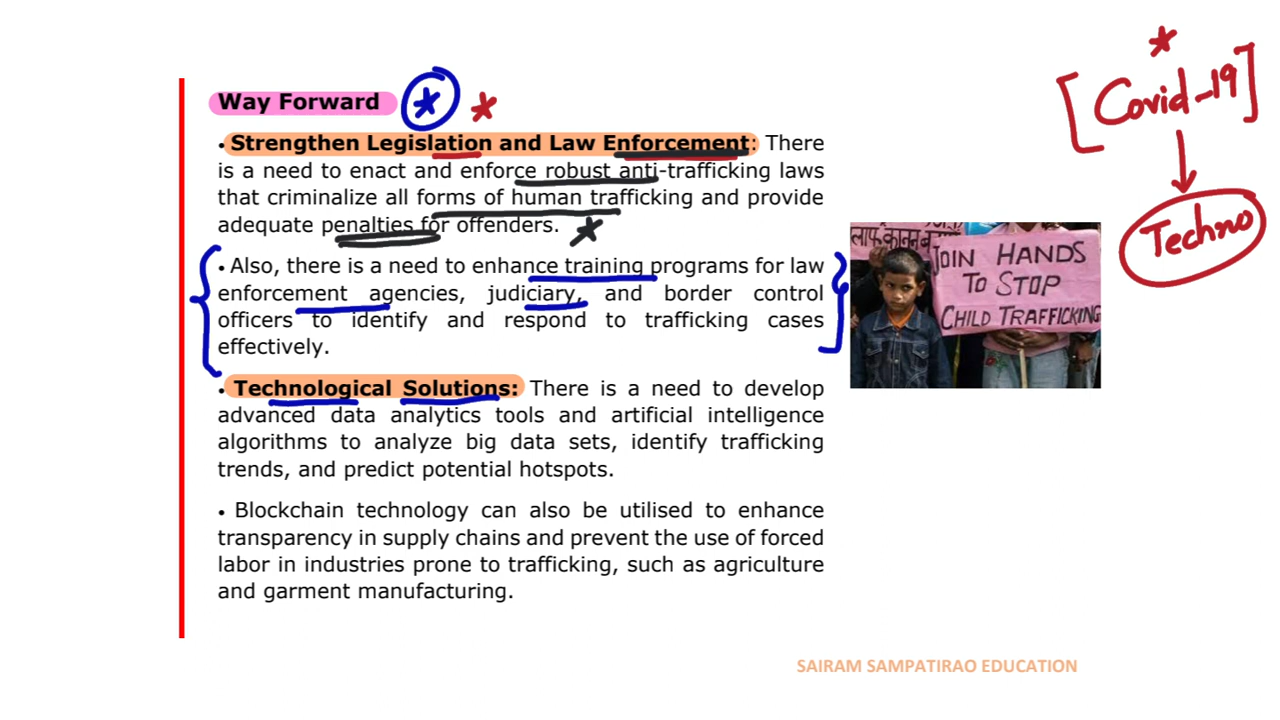 Way Forward
• Strengthen Legislation and Law Enforcement: There
is a need to enact and enforce robust anti-trafficking laws
that criminalize all forms of human trafficking and provide
adequate penalties for offenders.
• Also, there is a need to enhance training programs for law
enforcement agencies, judiciary, and border control
officers to identify and respond to trafficking cases
effectively.
• Technological Solutions: There is a need to develop
advanced data analytics tools and artificial intelligence
algorithms to analyze big data sets, identify trafficking
trends, and predict potential hotspots.
• Blockchain technology can also be utilised to enhance
transparency in supply chains and prevent the use of forced
labor in industries prone to trafficking, such as agriculture
and garment manufacturing.
[Covid-19]
Techno
JOIN HANDS
TO STOP
CHILD TRAFFICKING
SAIRAM SAMPATIRAO EDUCATION